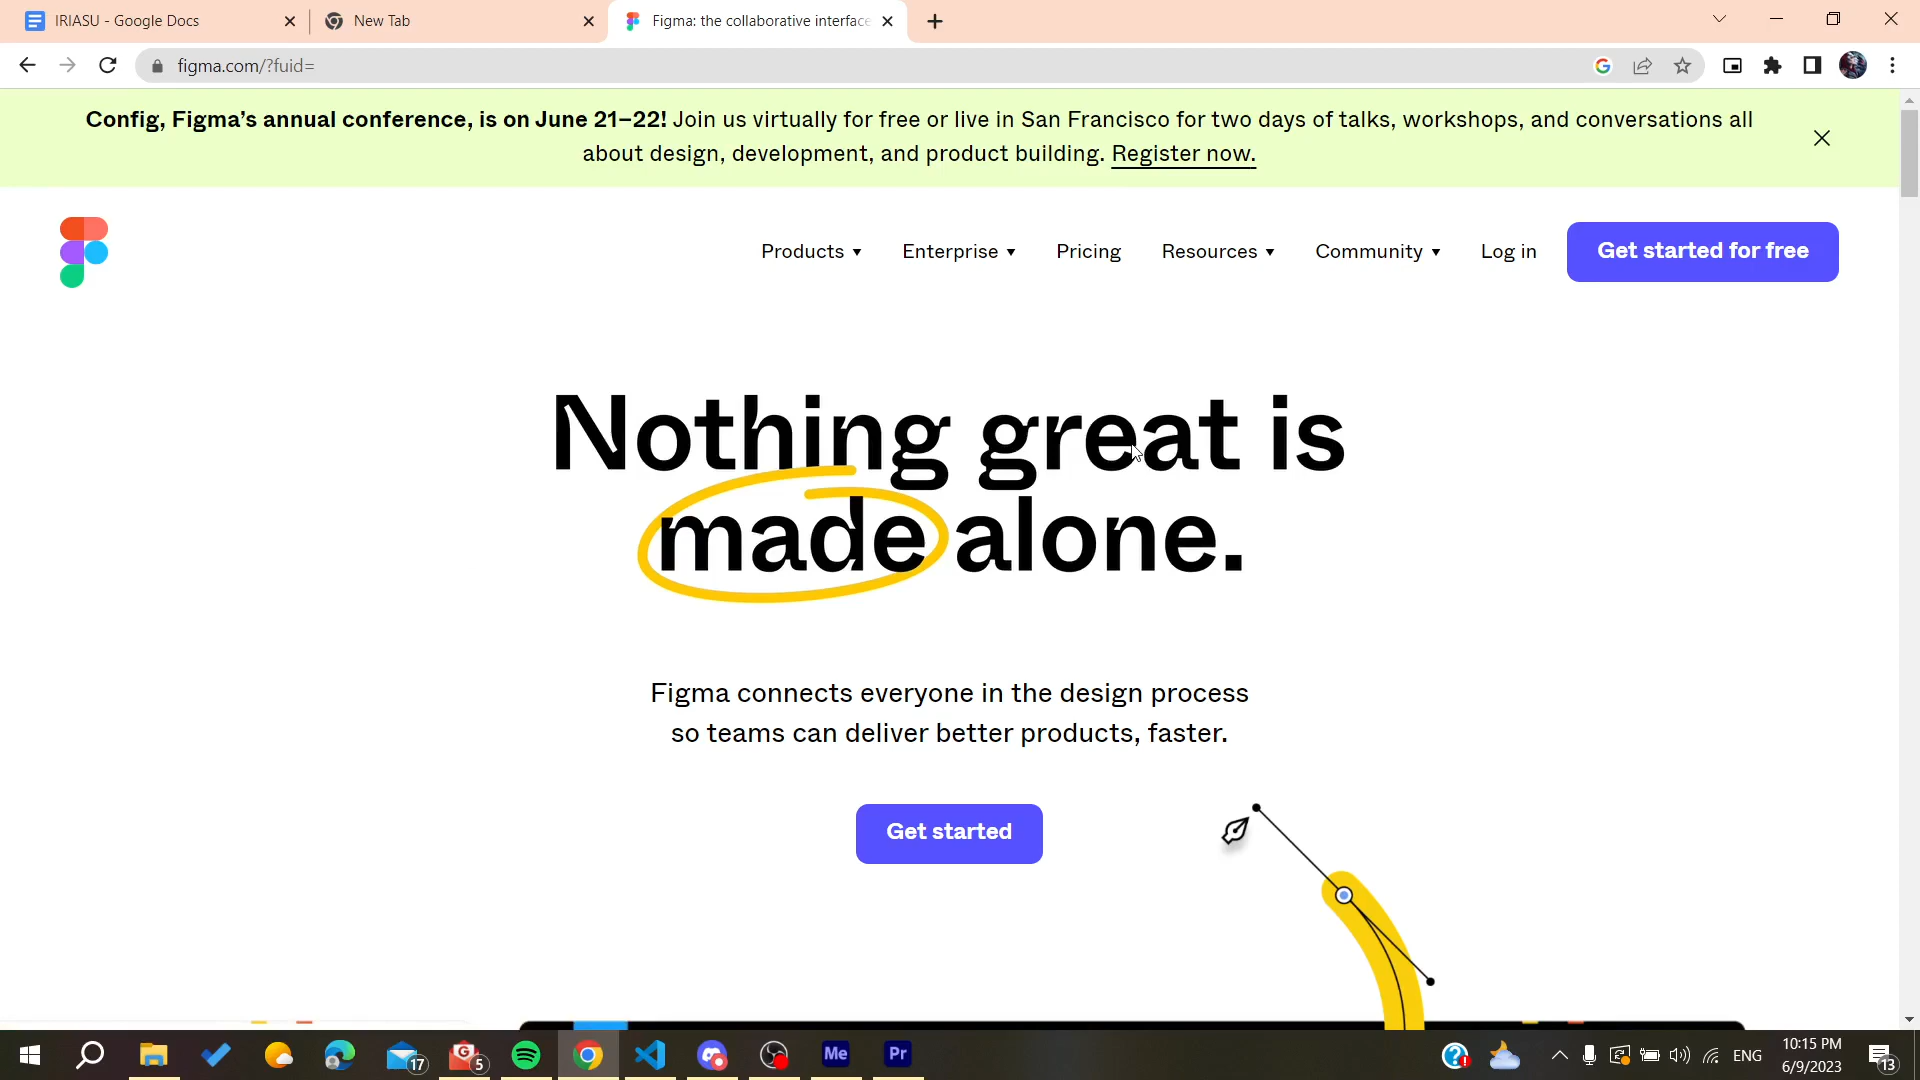 IRIASU - Google Docs
New Tab
Figma: the collaborative interface
figma.com/?fuid=
Config, Figma’s annual conference, is on June 21–22! Join us virtually for free or live in San Francisco for two days of talks, workshops, and conversations all
about design, development, and product building. Register now.
Products
Enterprise
Pricing
Resources
Community
Log in
Get started for free
Nothing great is
made alone.
Figma connects everyone in the design process
so teams can deliver better products, faster.
Get started
17
5
Me
Pr
ENG
10:15 PM
6/9/2023
13